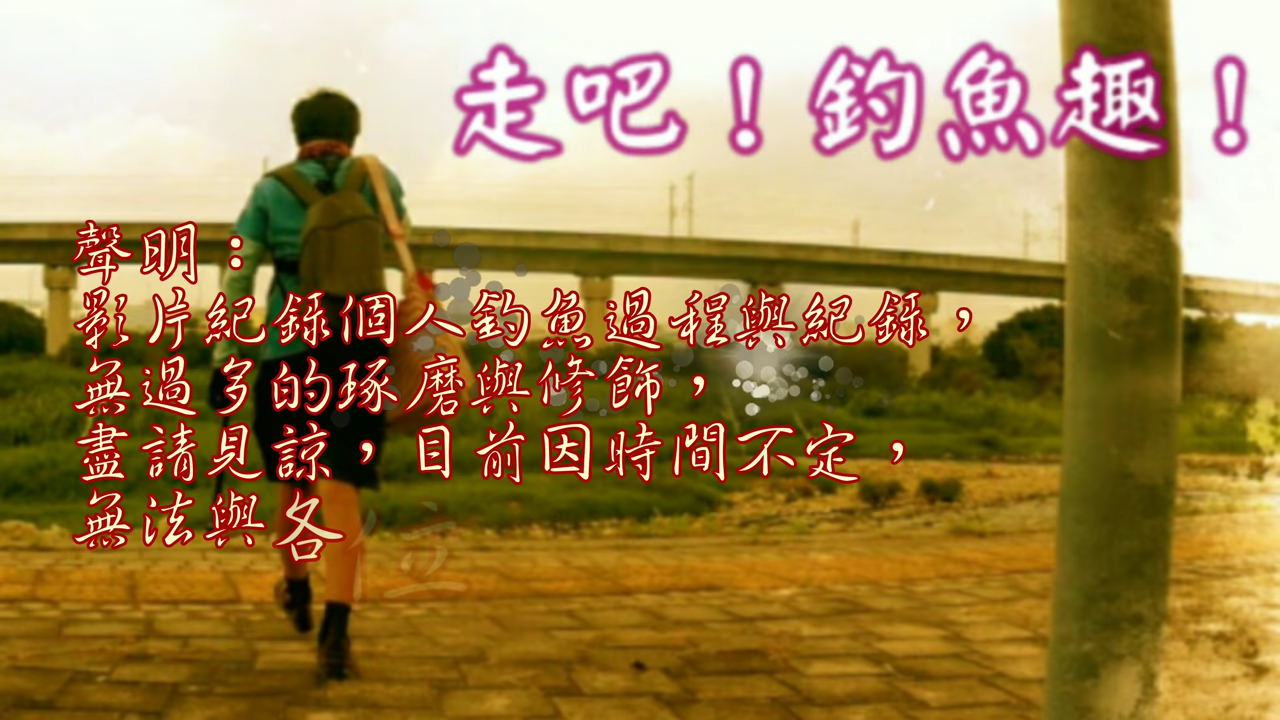 走吧！釣魚趣！
聲明：
影片紀錄個人釣魚過程與紀錄，
無過多的琢磨與修飾，
盡請見諒，目前因時間不定，
無法與各位